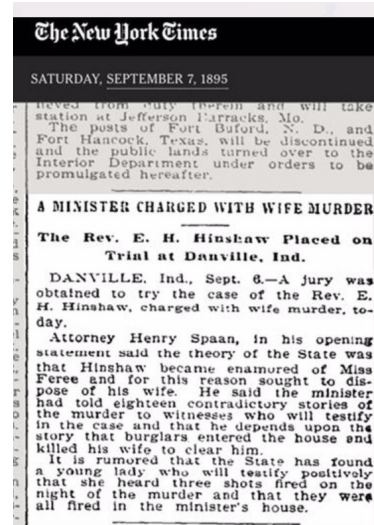 The New York Times
SATURDAY, SEPTEMBER 7, 1895
lieved from duty therein and will take
station at Jefferson Barracks, Mo.
The posts of Fort Buford, N. D., and
Fort Hancock, Texas, will be discontinued
and the public lands turned over to the
Interior Department under orders to be
promulgated hereafter.
A MINISTER CHARGED WITH WIFE MURDER
The Rev. E. H. Hinshaw Placed on
Trial at Danville, Ind.
DANVILLE, Ind., Sept. 6.—A jury was
obtained to try the case of the Rev. E.
H. Hinshaw, charged with wife murder, to-
day.
Attorney Henry Spaan, in his opening
statement said the theory of the State was
that Hinshaw became enamored of Miss
Feree and for this reason sought to dis-
pose of his wife. He said the minister
had told eighteen contradictory stories of
the murder to witnesses who will testify
in the case and that he depends upon the
story that burglars entered the house and
killed his wife to clear him.
It is rumored that the State has found
a young lady who will testify positively
that she heard three shots fired on the
night of the murder and that they were
all fired in the minister's house.